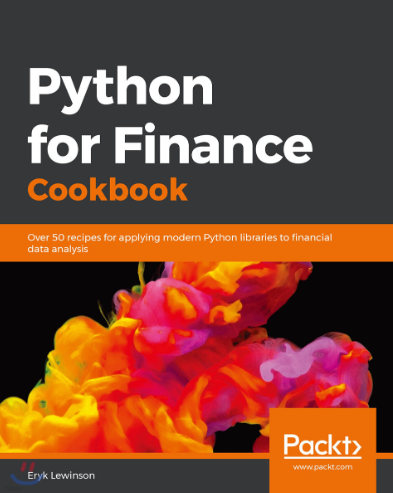 Python
for Finance
Cookbook
Over 50 recipes for applying modern Python libraries to financial
data analysis
Packt>
www.packt.com
Eryk Lewinson